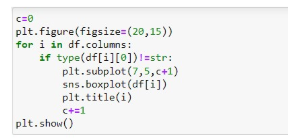 c=0
plt.figure(figsize=(20,15))
for i in df.columns:
    if type(df[i][0])!=str:
        plt.subplot(7,5,c+1)
        sns.boxplot(df[i])
        plt.title(i)
        c+=1
plt.show()